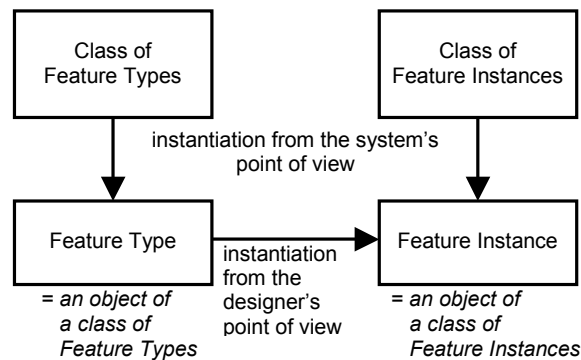 Class of
Feature Types
Class of
Feature Instances
instantiation from the system's
point of view
Feature Type
instantiation
from the
designer's
point of view
Feature Instance
= an object of
a class of
Feature Types
= an object of
a class of
Feature Instances